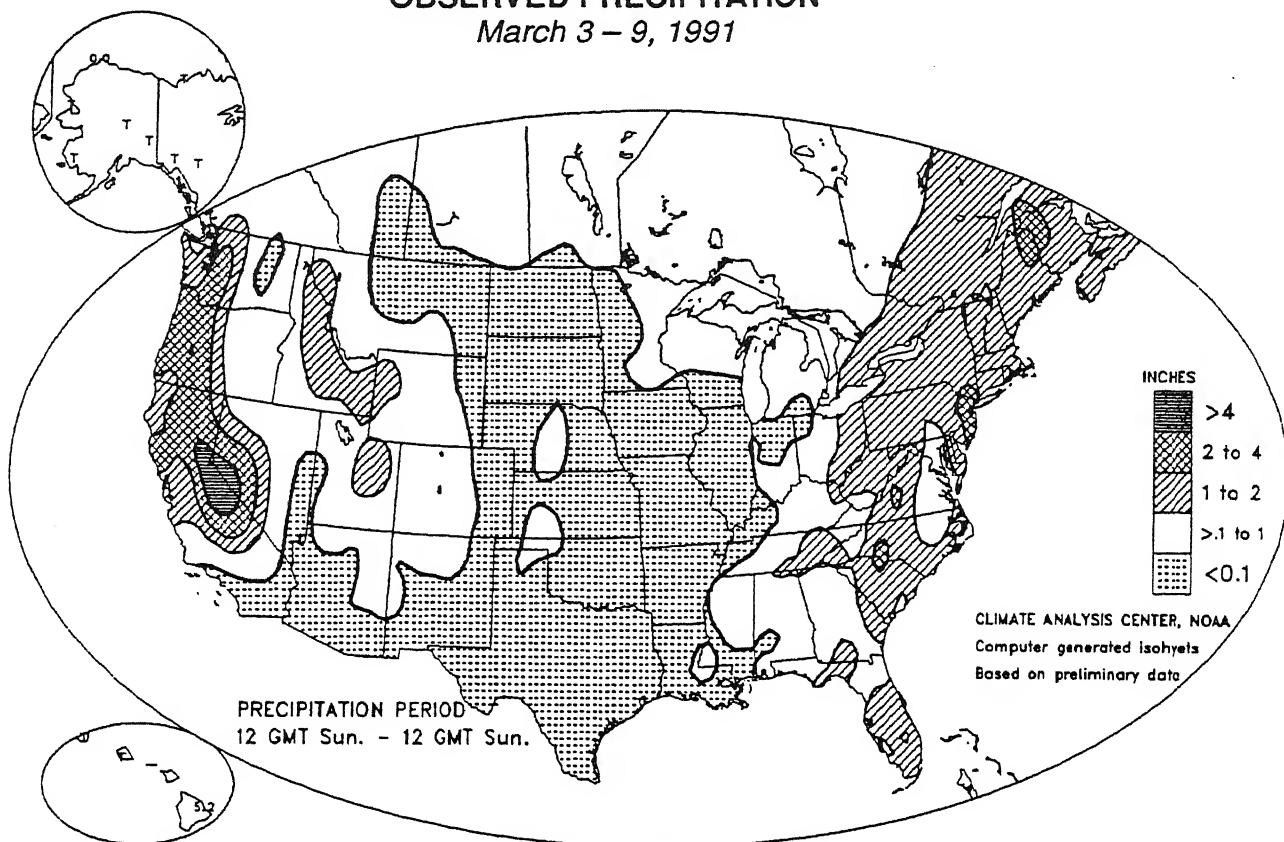 OBSERVED PRECIPITATION
March 3 – 9, 1991
0.0
T
T
T
T
T
T
INCHES
>4
2 to 4
1 to 2
>.1 to 1
<0.1
CLIMATE ANALYSIS CENTER, NOAA
Computer generated isohyets
Based on preliminary data
PRECIPITATION PERIOD
12 GMT Sun. – 12 GMT Sun.